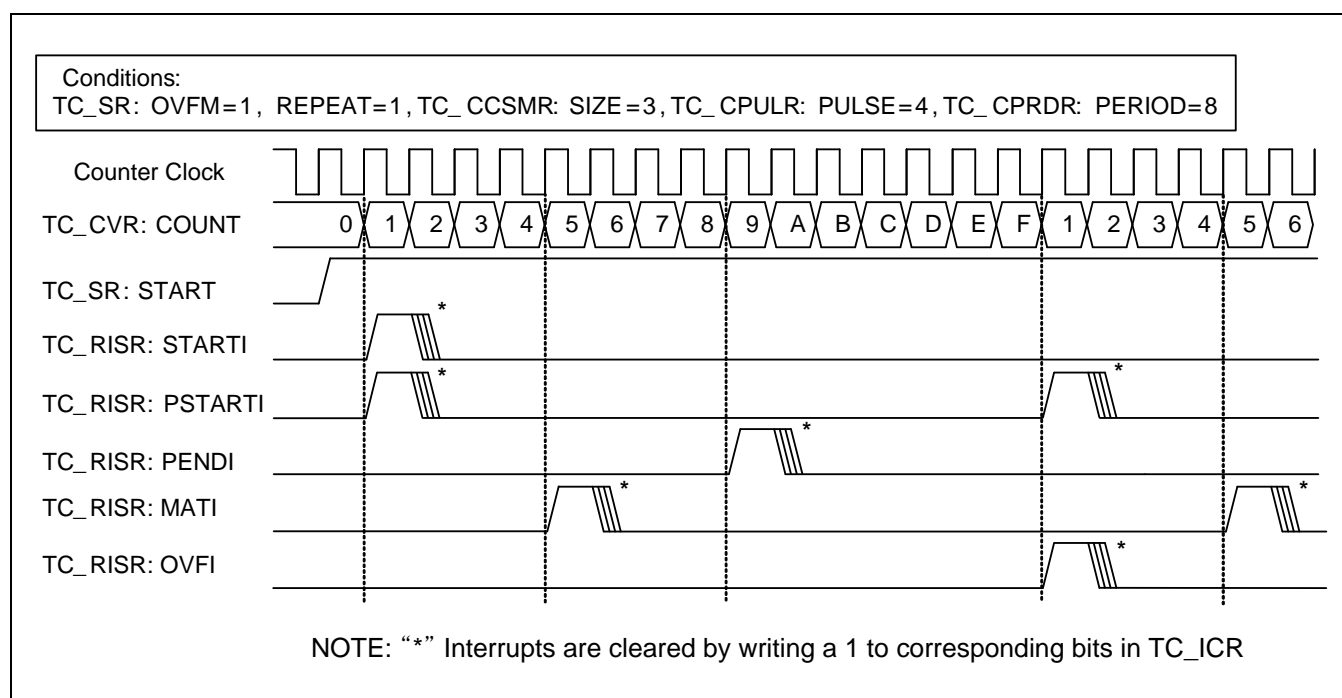 Conditions:
TC_SR: OVFM=1, REPEAT=1, TC_CCSMR: SIZE=3, TC_CPULR: PULSE=4, TC_CPRDR: PERIOD=8
Counter Clock
TC_CVR: COUNT 0 1 2 3 4 5 6 7 8 9 A B C D E F 1 2 3 4 5 6
TC_SR: START
*
TC_RISR: STARTI
* *
TC_RISR: PSTARTI
*
TC_RISR: PENDI
* *
TC_RISR: MATI
*
TC_RISR: OVFI
NOTE: “*” Interrupts are cleared by writing a 1 to corresponding bits in TC_ICR